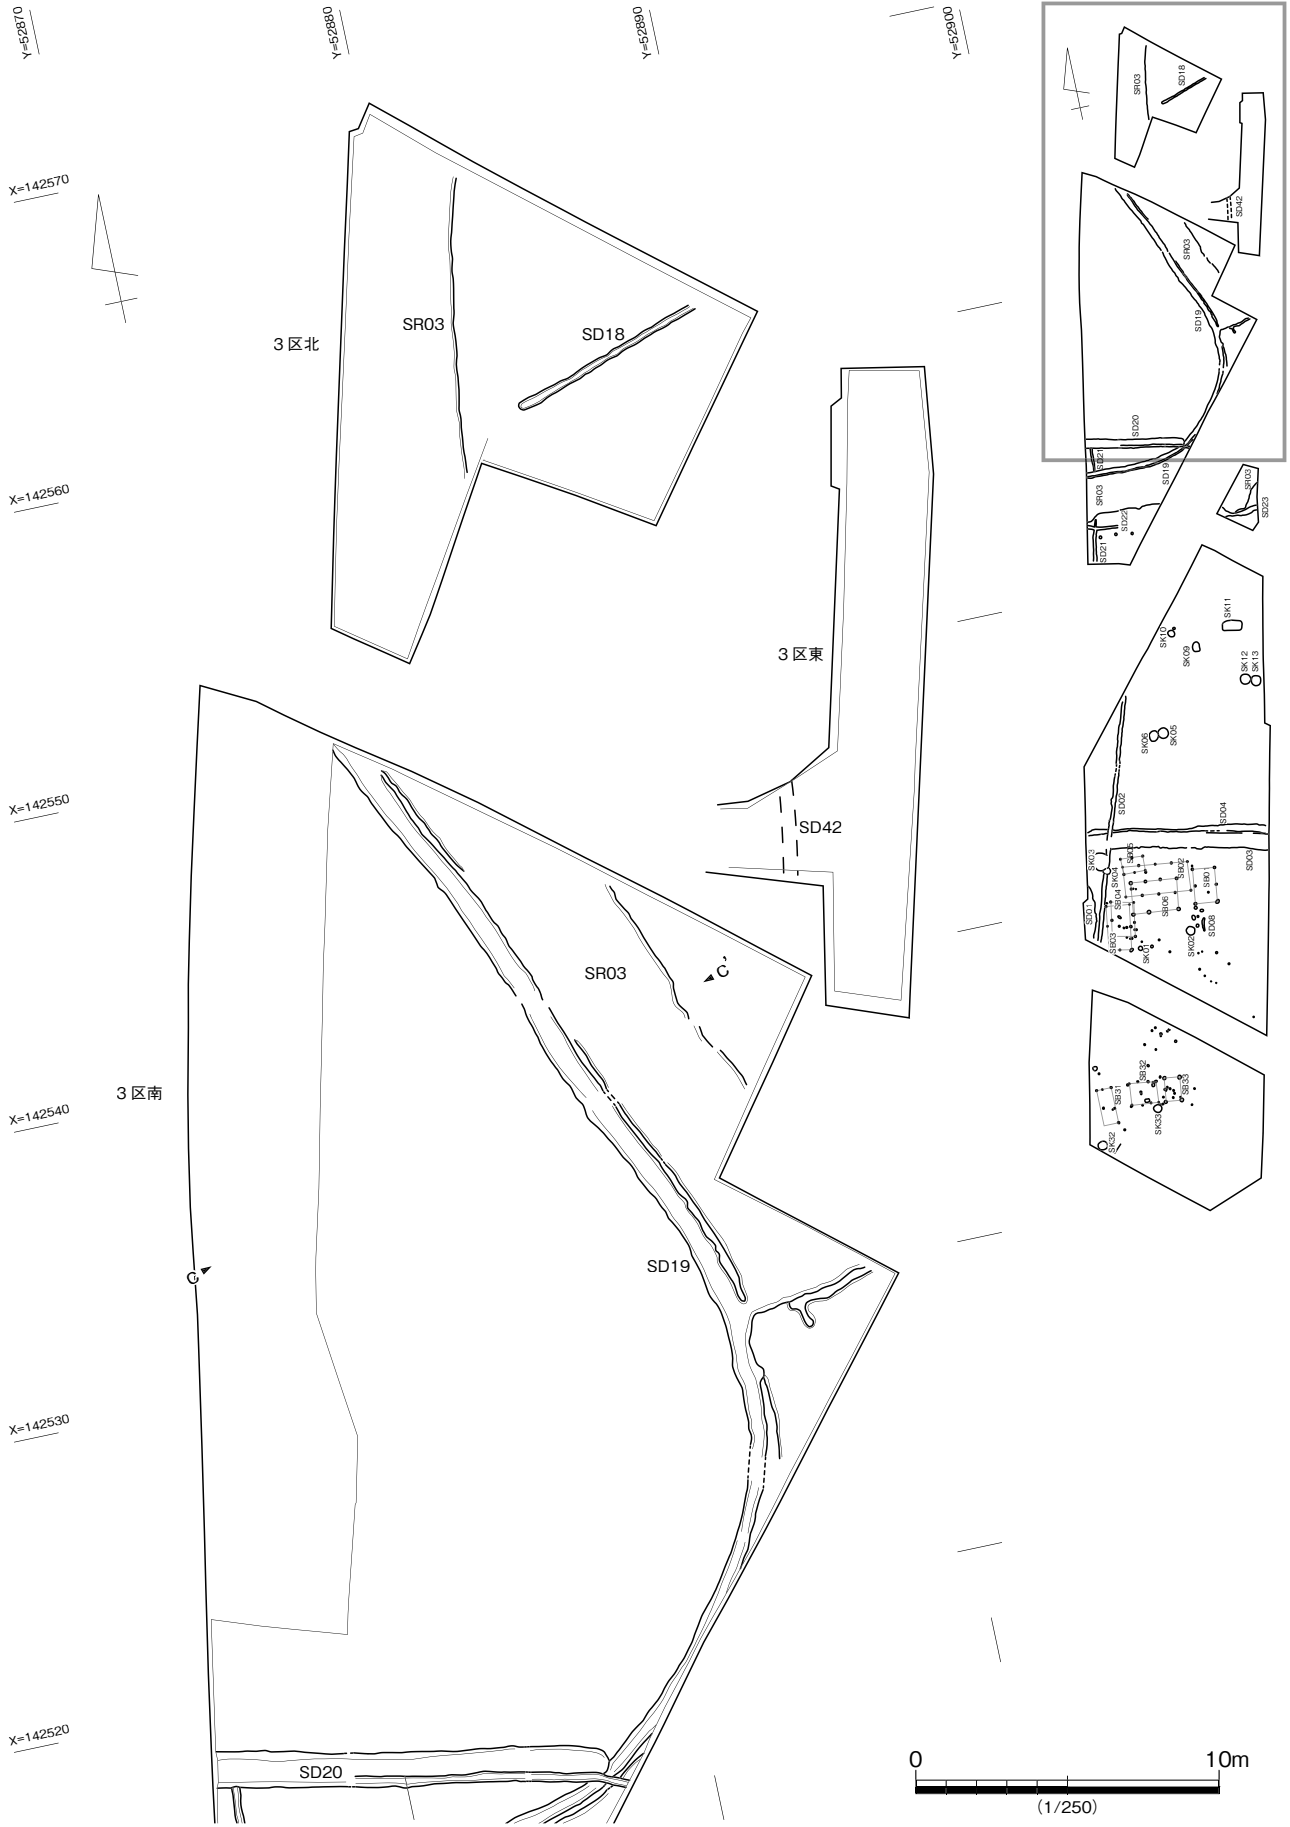 Y=52870
Y=52880
Y=52890
Y=52900
X=142570
X=142560
X=142550
X=142540
X=142530
X=142520
3区北
SR03
SD18
3区東
SD42
3区南
SR03
C'
C
SD19
SD20
0 10m
(1/250)
SR03
SD18
SD42
SR03
SD19
SD20
SD21
SD19
SR03
SD22
SD21
SR03
SD23
SK11
SK10
SK09
SK12
SK13
SK06
SK05
SD02
SD04
SD03
SK03
SB05
SK04
SB02
SB01
SB04
SB06
SD01
SB03
SK01
SK02
SD08
SB32
SB33
SB31
SK33
SK32